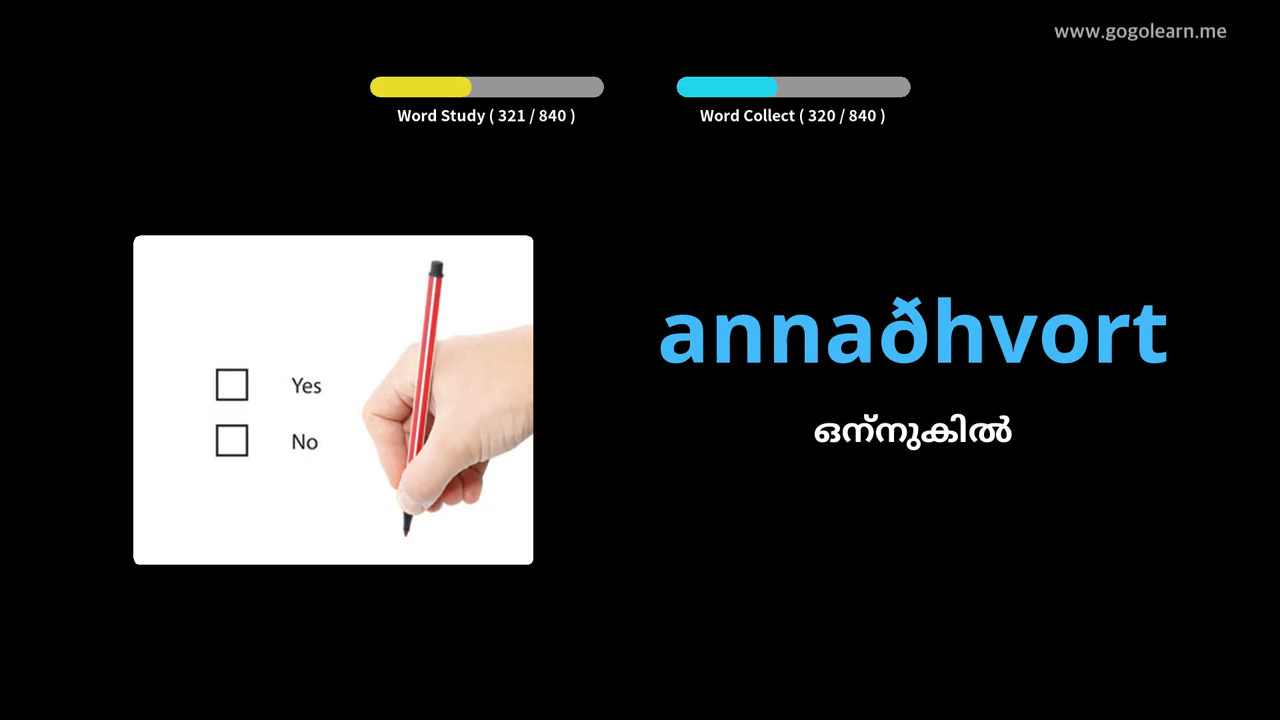 www.gogolearn.me
Word Study ( 321 / 840 )
Word Collect ( 320 / 840 )
Yes
No
annaðhvort
ഒന്നുകിൽ